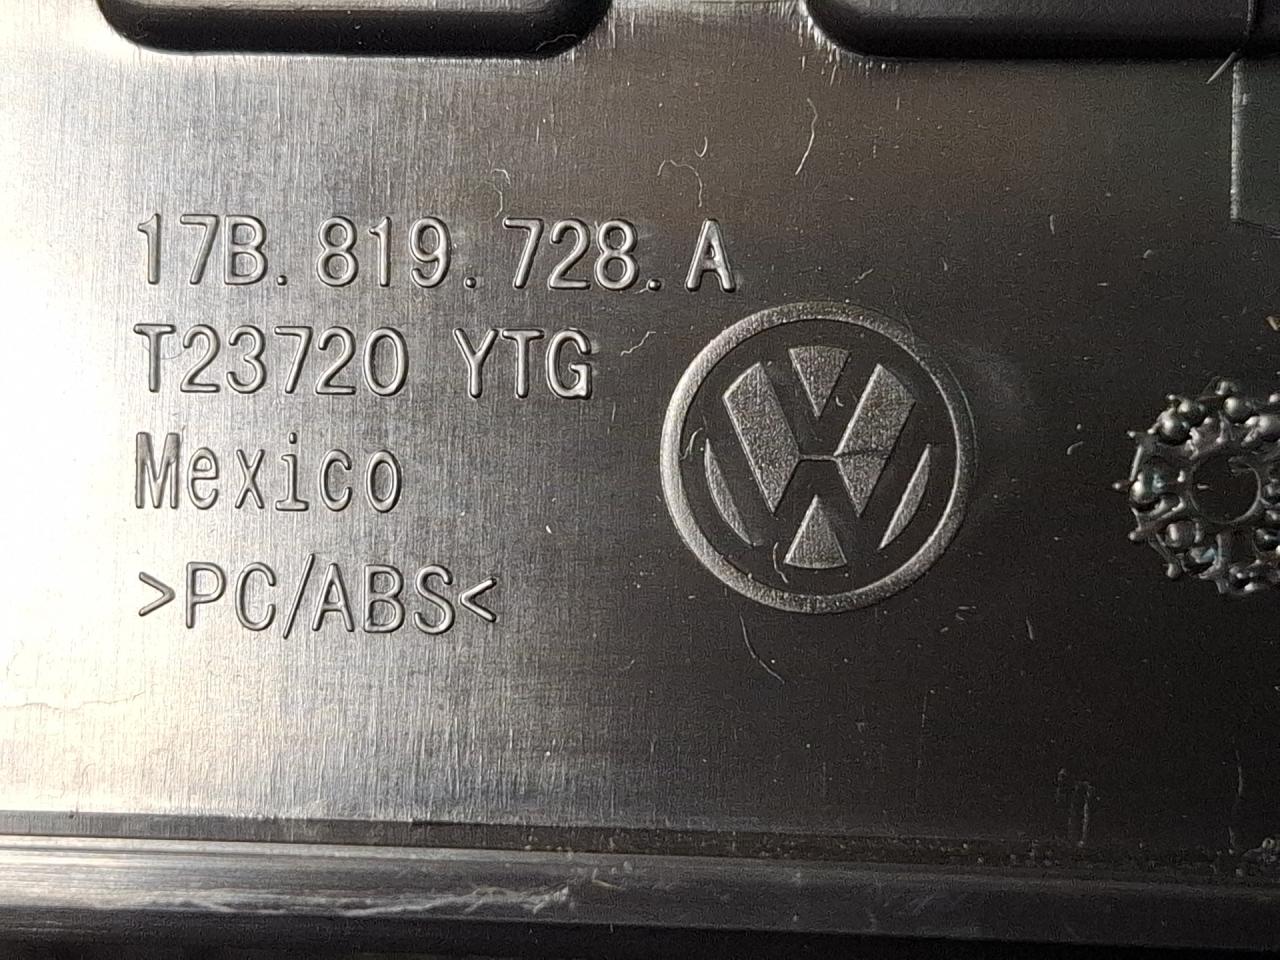 17B.819.728.A
T23720 YTG
Mexico
>PC/ABS<